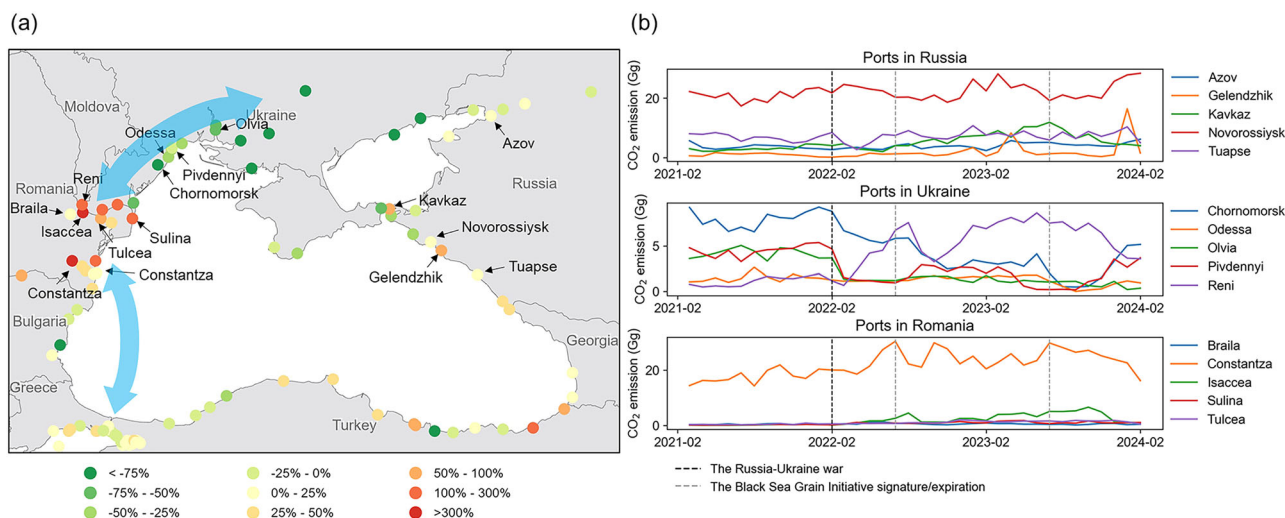 (a)
Moldova
Ukraine
Odessa
Olvia
Azov
Reni
Pivdennyi
Chornomorsk
Romania
Russia
Braila
Kavkaz
Isaccea
Sulina
Novorossiysk
Tulcea
Gelendzhik
Tuapse
Constantza
Constantza
Bulgaria
Georgia
Greece
Turkey
< -75%
-75% - -50%
-50% - -25%
-25% - 0%
0% - 25%
25% - 50%
50% - 100%
100% - 300%
>300%
(b)
Ports in Russia
CO₂ emission (Gg)
20
0
2021-02 2022-02 2023-02 2024-02
Azov
Gelendzhik
Kavkaz
Novorossiysk
Tuapse
Ports in Ukraine
CO₂ emission (Gg)
5
0
2021-02 2022-02 2023-02 2024-02
Chornomorsk
Odessa
Olvia
Pivdennyi
Reni
Ports in Romania
CO₂ emission (Gg)
20
0
2021-02 2022-02 2023-02 2024-02
Braila
Constantza
Isaccea
Sulina
Tulcea
The Russia-Ukraine war
The Black Sea Grain Initiative signature/expiration